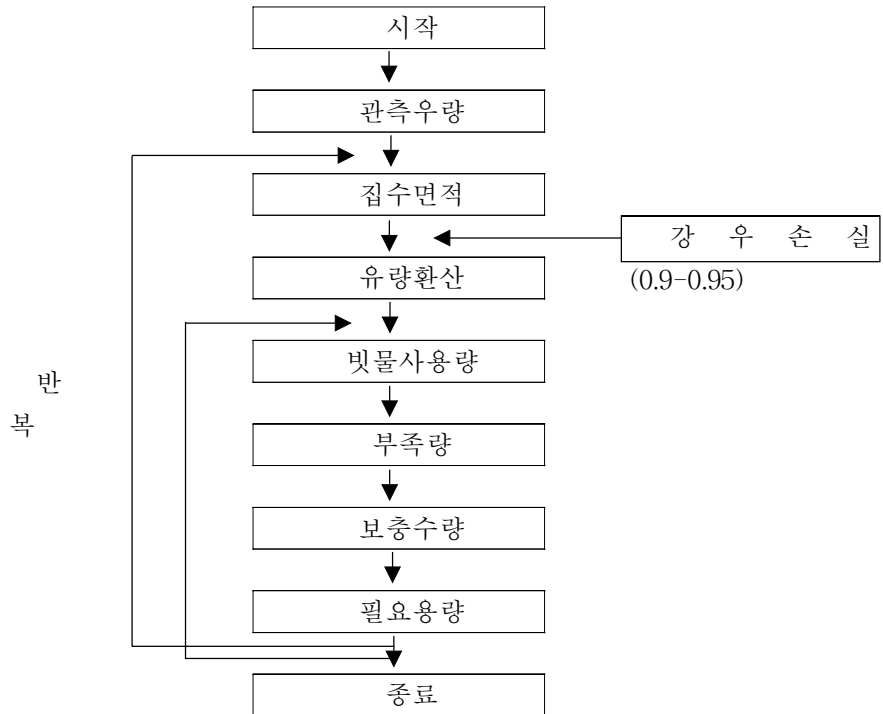 시작
관측우량
집수면적
강 우 손 실
(0.9-0.95)
유량환산
빗물사용량
반
복
부족량
보충수량
필요용량
종료